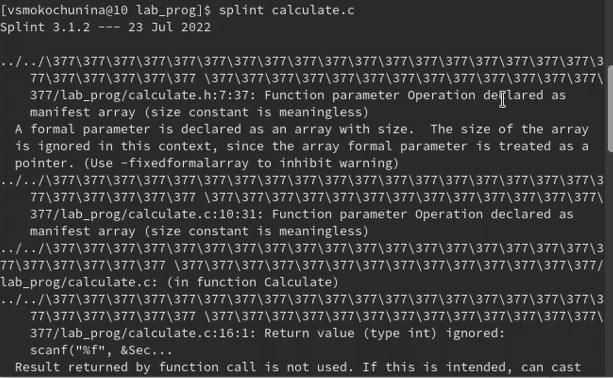 [vsmokochunina@10 lab_prog]$ splint calculate.c
Splint 3.1.2 --- 23 Jul 2022
../../\377\377\377\377\377\377\377\377\377\377\377\377\377\377\377\377\377\377\3
77\377\377\377\377\377 \377\377\377\377\377\377\377\377\377\377\377\377\377\
377/lab_prog/calculate.h:7:37: Function parameter Operation declared as
manifest array (size constant is meaningless)
A formal parameter is declared as an array with size.  The size of the array
is ignored in this context, since the array formal parameter is treated as a
pointer. (Use -fixedformalarray to inhibit warning)
../../\377\377\377\377\377\377\377\377\377\377\377\377\377\377\377\377\377\377\3
77\377\377\377\377\377 \377\377\377\377\377\377\377\377\377\377\377\377\377\
377/lab_prog/calculate.c:10:31: Function parameter Operation declared as
manifest array (size constant is meaningless)
../../\377\377\377\377\377\377\377\377\377\377\377\377\377\377\377\377\377\377\3
77\377\377\377\377\377 \377\377\377\377\377\377\377\377\377\377\377\377\377\377/
lab_prog/calculate.c: (in function Calculate)
../../\377\377\377\377\377\377\377\377\377\377\377\377\377\377\377\377\377\377\3
77\377\377\377\377\377 \377\377\377\377\377\377\377\377\377\377\377\377\377\
377/lab_prog/calculate.c:16:1: Return value (type int) ignored:
scanf("%f", &Sec...
Result returned by function call is not used. If this is intended, can cast